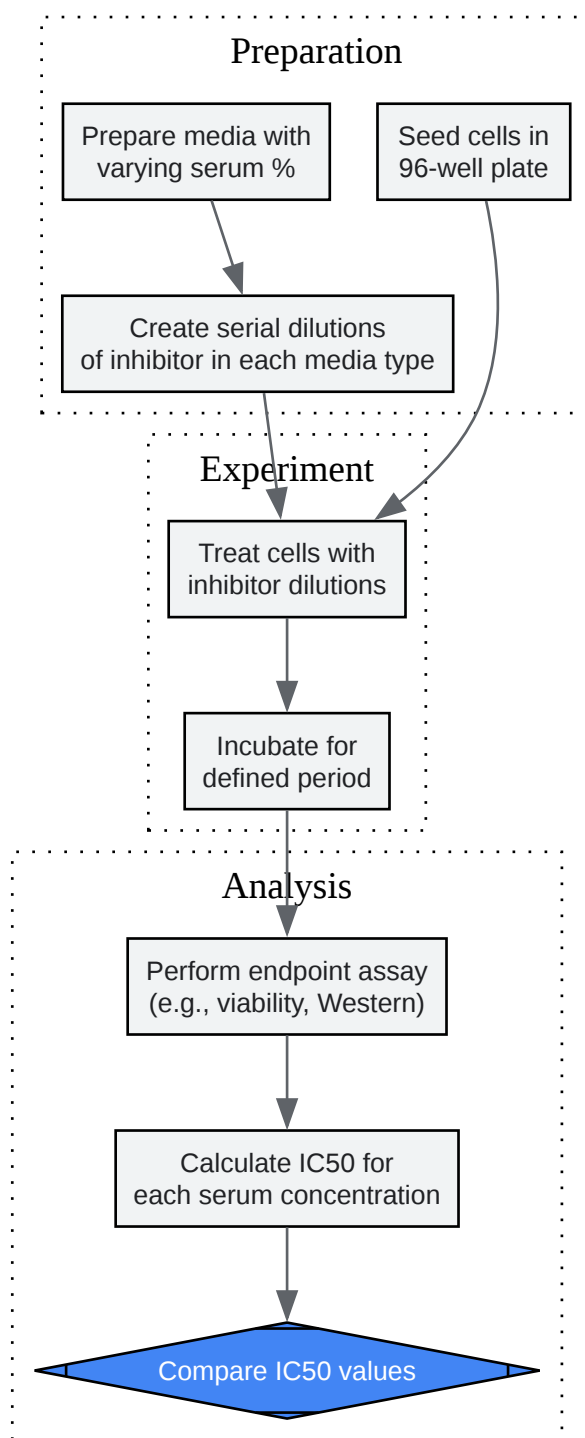 Preparation
Prepare media with
varying serum %
Seed cells in
96-well plate
Create serial dilutions
of inhibitor in each media type
Experiment
Treat cells with
inhibitor dilutions
Incubate for
defined period
Analysis
Perform endpoint assay
(e.g., viability, Western)
Calculate IC50 for
each serum concentration
Compare IC50 values